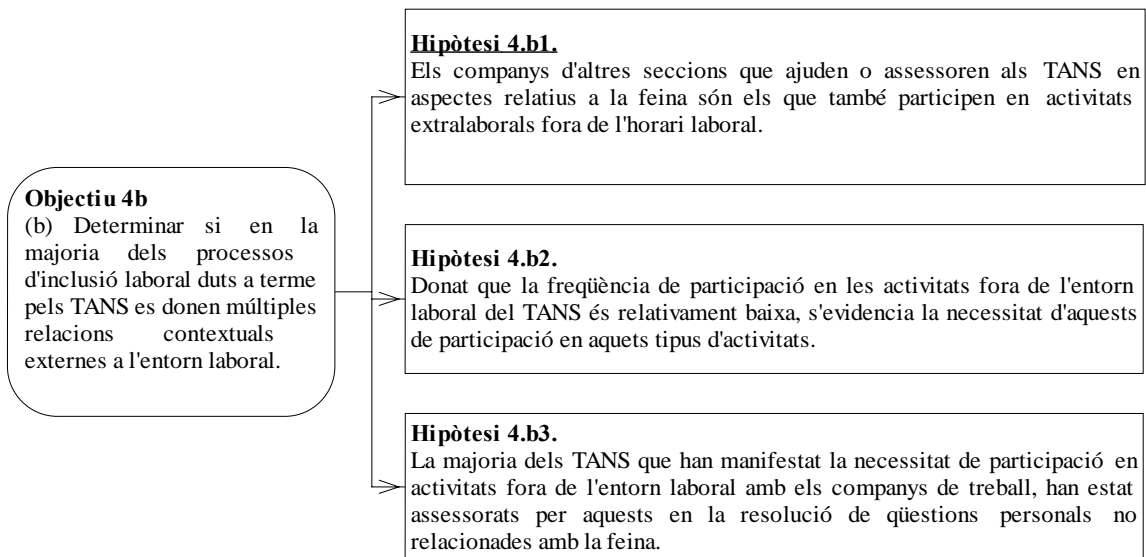 Objectiu 4b
(b) Determinar si en la
majoria dels processos
d'inclusió laboral duts a terme
pels TANS es donen múltiples
relacions contextuals
externes a l'entorn laboral.
Hipòtesi 4.b1.
Els companys d'altres seccions que ajuden o assessoren als TANS en
aspectes relatius a la feina són els que també participen en activitats
extralaborals fora de l'horari laboral.
Hipòtesi 4.b2.
Donat que la freqüència de participació en les activitats fora de l'entorn
laboral del TANS és relativament baixa, s'evidencia la necessitat d'aquests
de participació en aquets tipus d'activitats.
Hipòtesi 4.b3.
La majoria dels TANS que han manifestat la necessitat de participació en
activitats fora de l'entorn laboral amb els companys de treball, han estat
assessorats per aquests en la resolució de qüestions personals no
relacionades amb la feina.